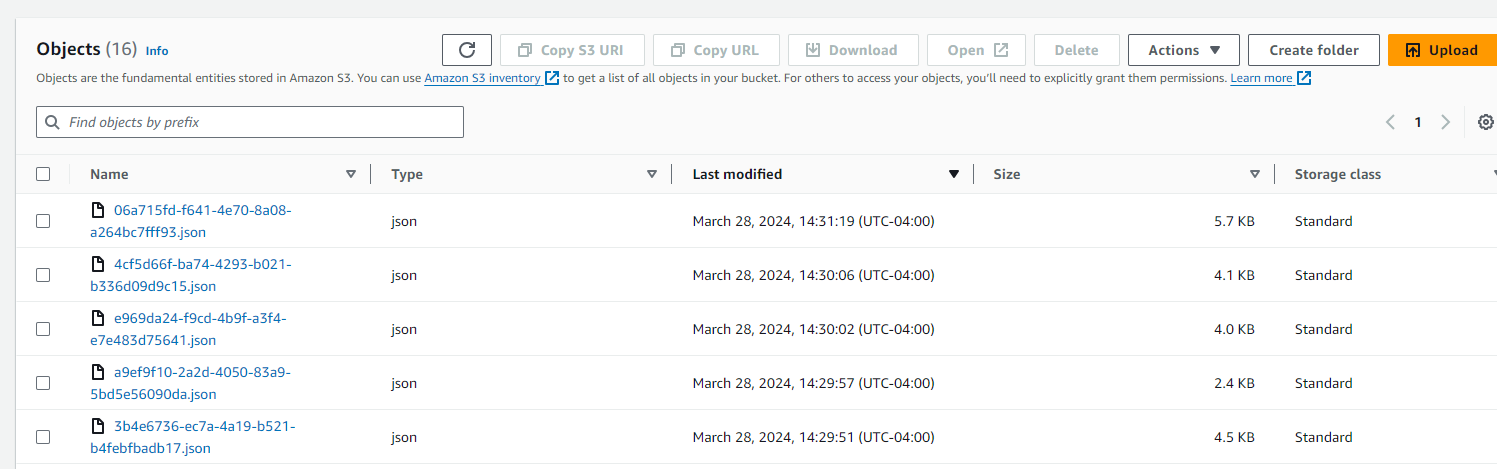 Objects (16) Info
Copy S3 URI Copy URL Download Open Delete Actions Create folder Upload
Objects are the fundamental entities stored in Amazon S3. You can use Amazon S3 inventory to get a list of all objects in your bucket. For others to access your objects, you'll need to explicitly grant them permissions. Learn more
Find objects by prefix 1
Name Type Last modified Size Storage class
06a715fd-f641-4e70-8a08-
a264bc7fff93.json json March 28, 2024, 14:31:19 (UTC-04:00) 5.7 KB Standard
4cf5d66f-ba74-4293-b021-
b336d09d9c15.json json March 28, 2024, 14:30:06 (UTC-04:00) 4.1 KB Standard
e969da24-f9cd-4b9f-a3f4-
e7e483d75641.json json March 28, 2024, 14:30:02 (UTC-04:00) 4.0 KB Standard
a9ef9f10-2a2d-4050-83a9-
5bd5e56090da.json json March 28, 2024, 14:29:57 (UTC-04:00) 2.4 KB Standard
3b4e6736-ec7a-4a19-b521-
b4febfbadb17.json json March 28, 2024, 14:29:51 (UTC-04:00) 4.5 KB Standard